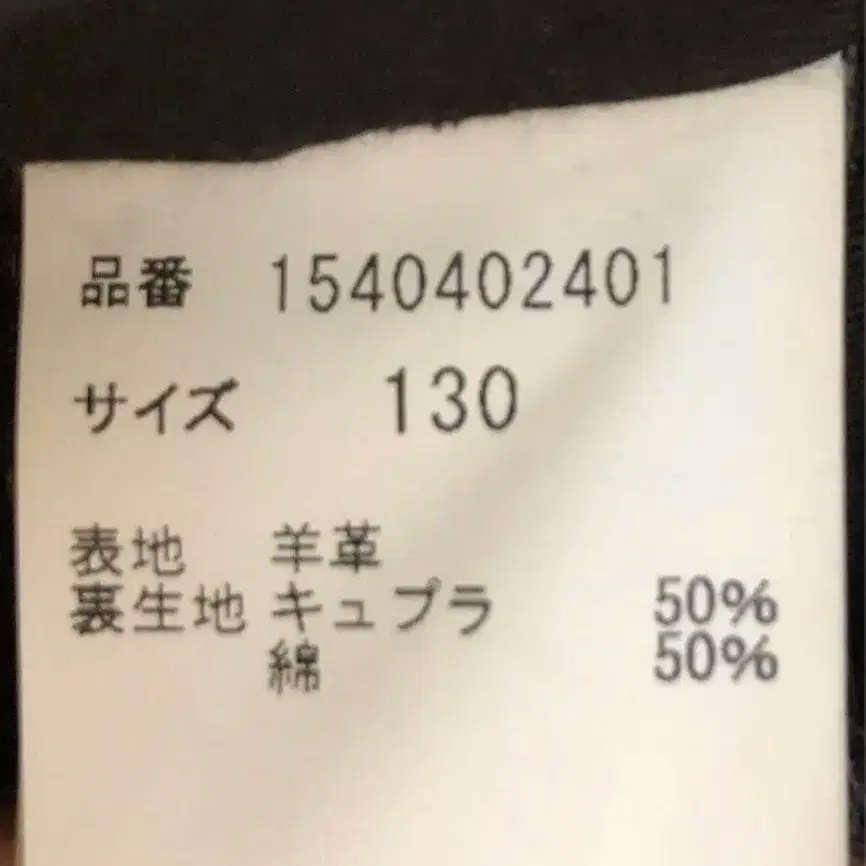 品番 1540402401
サイズ 130
表地 羊革
裏生地 キュプラ 50%
綿 50%